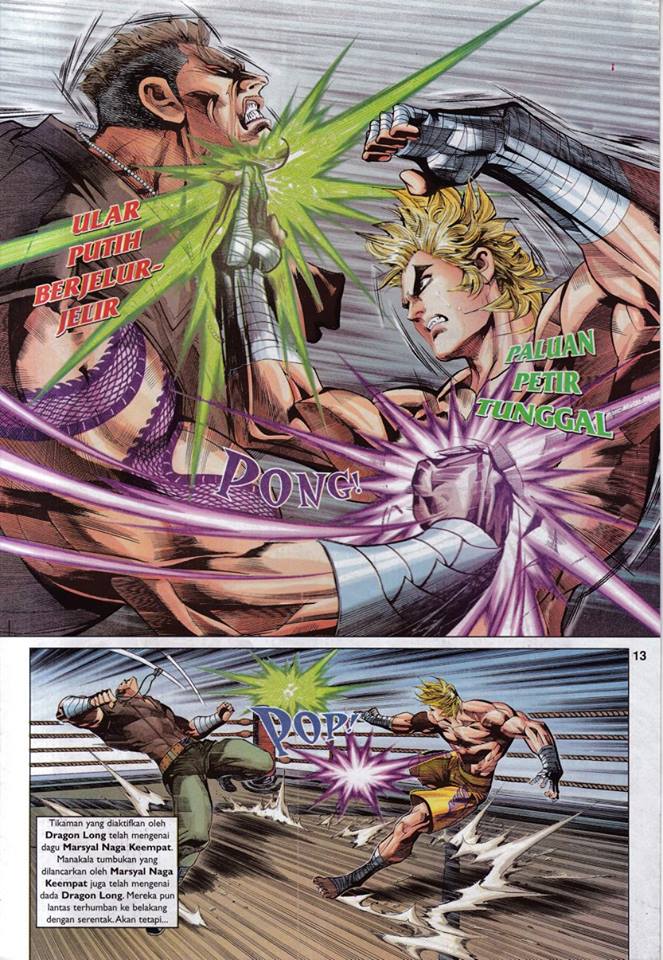 ULAR
PUTIH
BERJELUR-
JELIR
PALUAN
PETIR
TUNGGAL
PONG!
13
POP!
Tikaman yang diaktifkan oleh
Dragon Long telah mengenai
dagu Marsyal Naga Keempat.
Manakala tumbukan yang
dilancarkan oleh Marsyal Naga
Keempat juga telah mengenai
dada Dragon Long. Mereka pun
lantas terhumban ke belakang
dengan serentak. Akan tetapi...